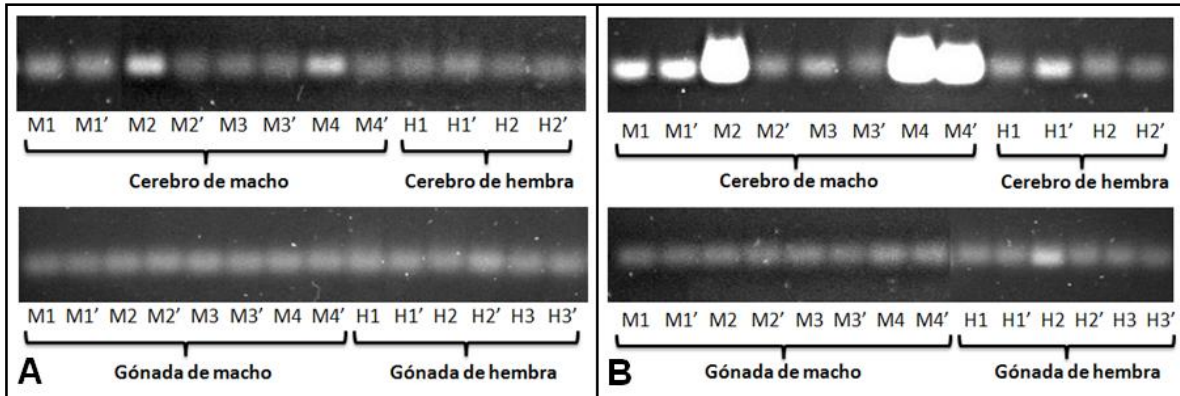 M1 M1’ M2 M2’ M3 M3’ M4 M4’ H1 H1’ H2 H2’
Cerebro de macho Cerebro de hembra
M1 M1’ M2 M2’ M3 M3’ M4 M4’ H1 H1’ H2 H2’ H3 H3’
Gónada de macho Gónada de hembra
A
M1 M1’ M2 M2’ M3 M3’ M4 M4’ H1 H1’ H2 H2’
Cerebro de macho Cerebro de hembra
M1 M1’ M2 M2’ M3 M3’ M4 M4’ H1 H1’ H2 H2’ H3 H3’
Gónada de macho Gónada de hembra
B